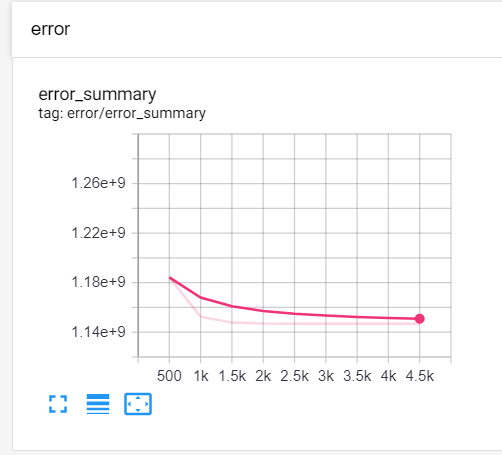 error
error_summary
tag: error/error_summary
1.26e+9
1.22e+9
1.18e+9
1.14e+9
500 1k 1.5k 2k 2.5k 3k 3.5k 4k 4.5k